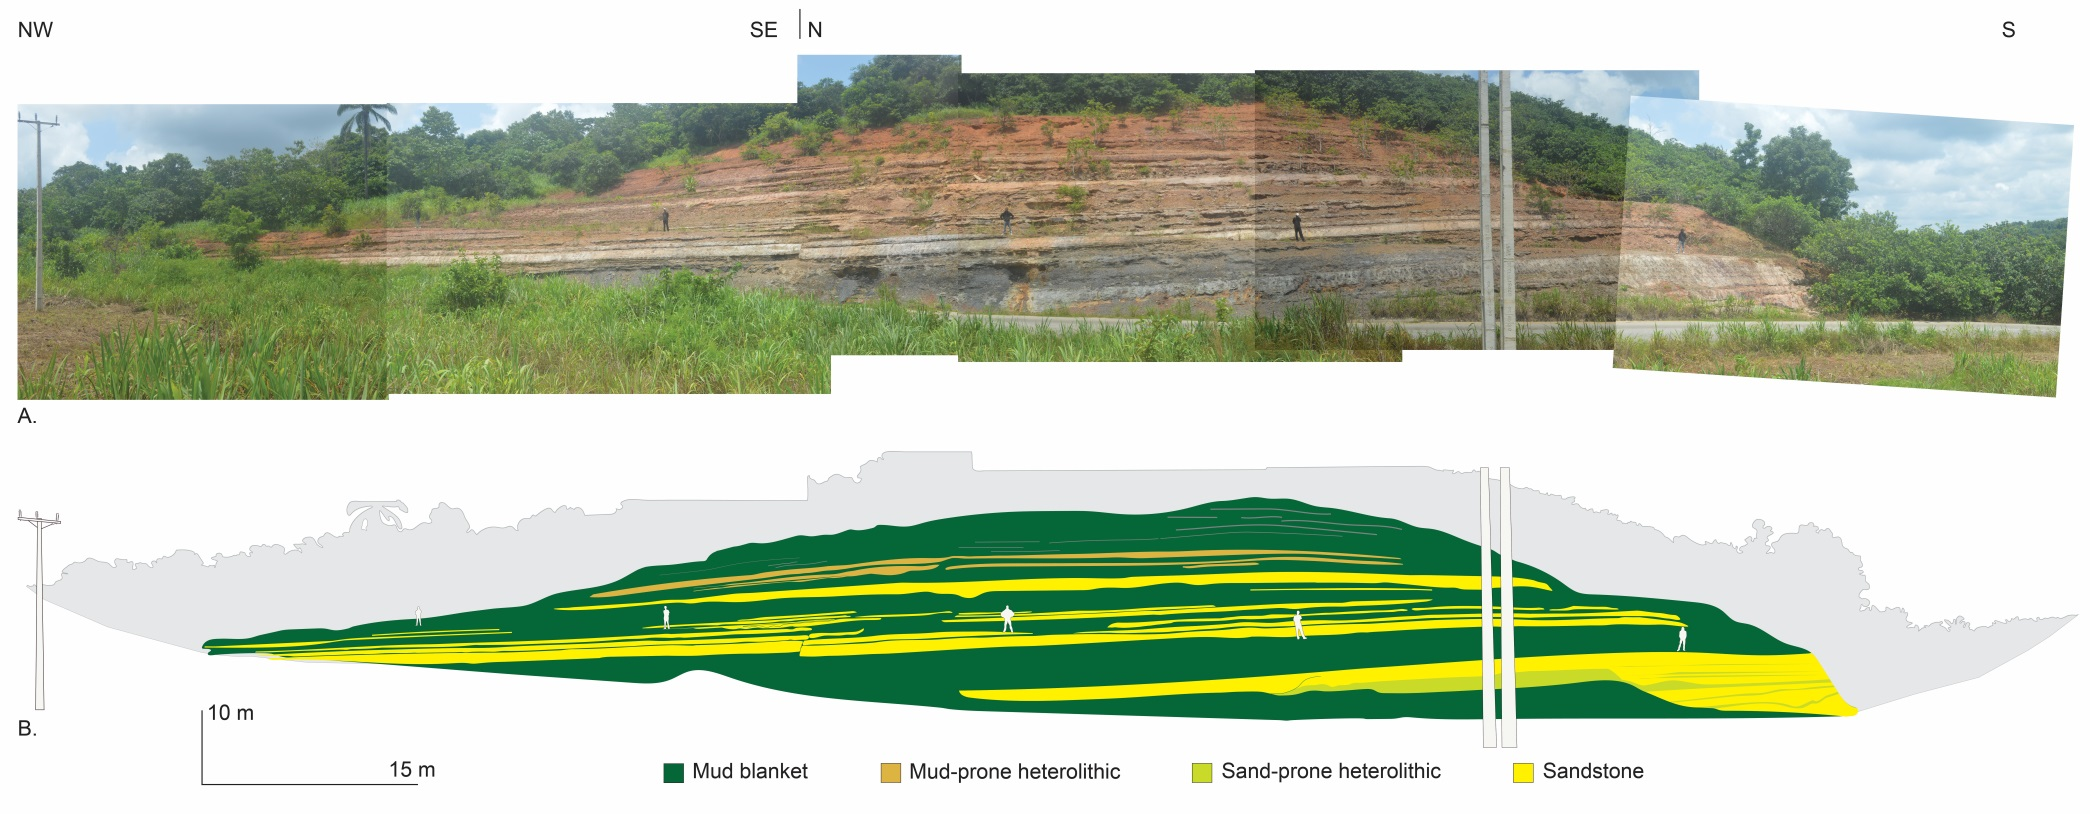 NW SE N S
A.
10 m
B.
15 m
Mud blanket Mud-prone heterolithic Sand-prone heterolithic Sandstone